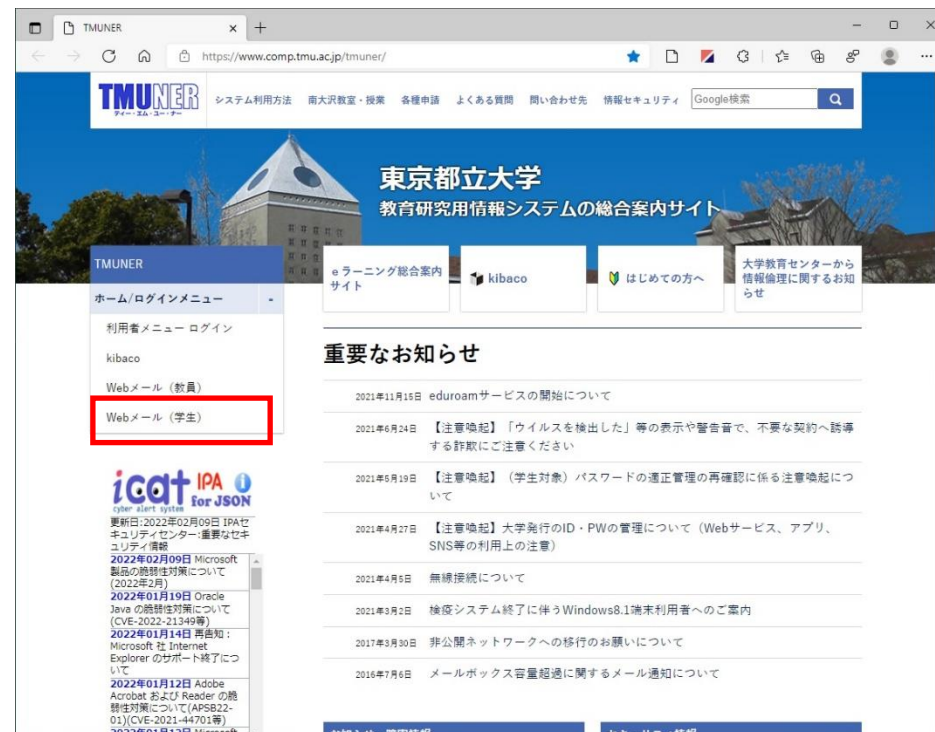 TMUNER
https://www.comp.tmu.ac.jp/tmuner/
TMUNER
ティー・エム・ユー・ナー
システム利用方法 南大沢教室・授業 各種申請 よくある質問 問い合わせ先 情報セキュリティ Google検索
東京都立大学
教育研究用情報システムの総合案内サイト
TMUNER
ホーム/ログインメニュー -
利用者メニュー ログイン
kibaco
Webメール（教員）
Webメール（学生）
eラーニング総合案内
サイト
kibaco
はじめての方へ
大学教育センターから
情報倫理に関するお知
らせ
重要なお知らせ
2021年11月15日 eduroamサービスの開始について
2021年6月24日 【注意喚起】「ウイルスを検出した」等の表示や警告音で、不要な契約へ誘導
する詐欺にご注意ください
2021年5月19日 【注意喚起】（学生対象）パスワードの適正管理の再確認に係る注意喚起につ
いて
2021年4月27日 【注意喚起】大学発行のID・PWの管理について（Webサービス、アプリ、
SNS等の利用上の注意）
2021年4月5日 無線接続について
2021年3月2日 検疫システム終了に伴うWindows8.1端末利用者へのご案内
2017年3月30日 非公開ネットワークへの移行のお願いについて
2016年7月6日 メールボックス容量超過に関するメール通知について
icat IPA
for JSON
cyber alert system
更新日:2022年02月09日 IPAセ
キュリティセンター:重要なセキ
ュリティ情報
2022年02月09日 Microsoft
製品の脆弱性対策について
(2022年2月)
2022年01月19日 Oracle
Java の脆弱性対策について
(CVE-2022-21349等)
2022年01月14日 再告知：
Microsoft 社 Internet
Explorer のサポート終了につ
いて
2022年01月12日 Adobe
Acrobat および Reader の脆
弱性対策について(APSB22-
01)(CVE-2021-44701等)
2022年01月12日 Microsoft